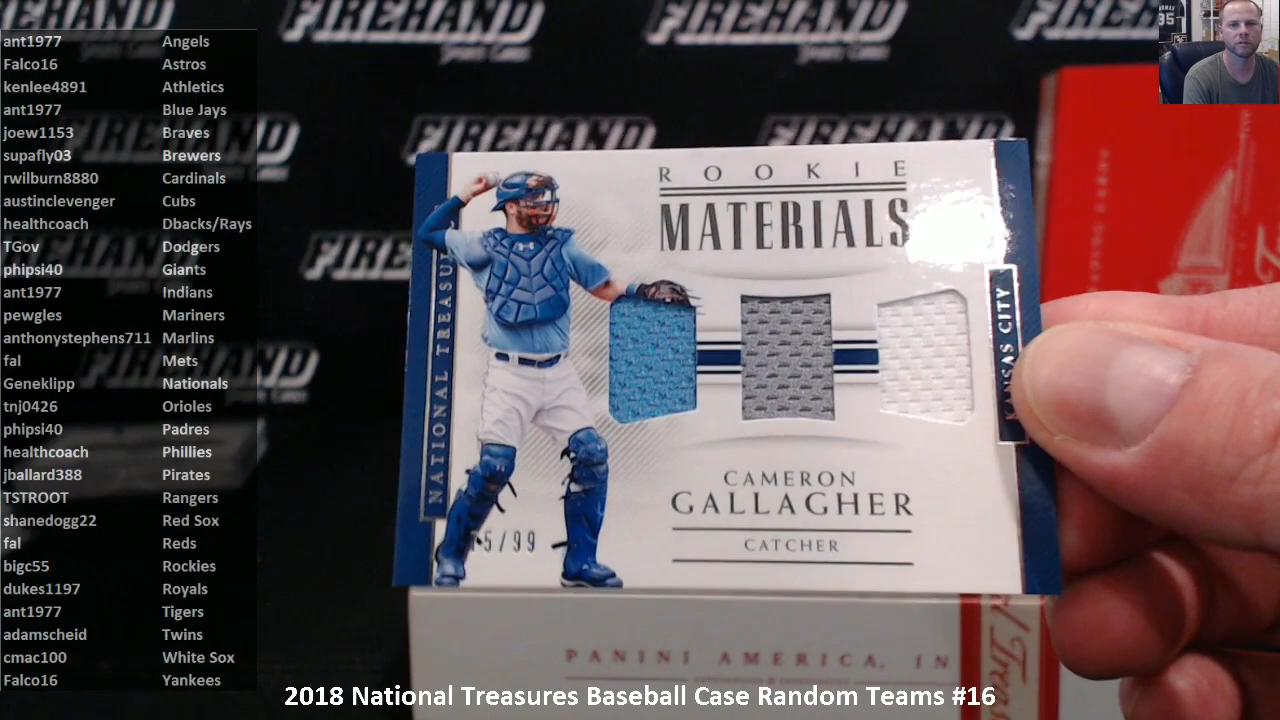 ant1977 Angels
Falco16 Astros
kenlee4891 Athletics
ant1977 Blue Jays
joew1153 Braves
supafly03 Brewers
rwilburn8880 Cardinals
austinclevenger Cubs
healthcoach Dbacks/Rays
TGov Dodgers
phipsi40 Giants
ant1977 Indians
pewgles Mariners
anthonystephens711 Marlins
fal Mets
Geneklipp Nationals
tnj0426 Orioles
phipsi40 Padres
healthcoach Phillies
jballard388 Pirates
TSTROOT Rangers
shanedogg22 Red Sox
fal Reds
bigc55 Rockies
dukes1197 Royals
ant1977 Tigers
adamscheid Twins
cmac100 White Sox
Falco16 Yankees
FIREHAND
FIREHAND
NATIONAL
ROOKIE
MATERIALS
KANSAS CITY
CAMERON
GALLAGHER
CATCHER
5/99
PANINI AMERICA, IN
2018 National Treasures Baseball Case Random Teams #16